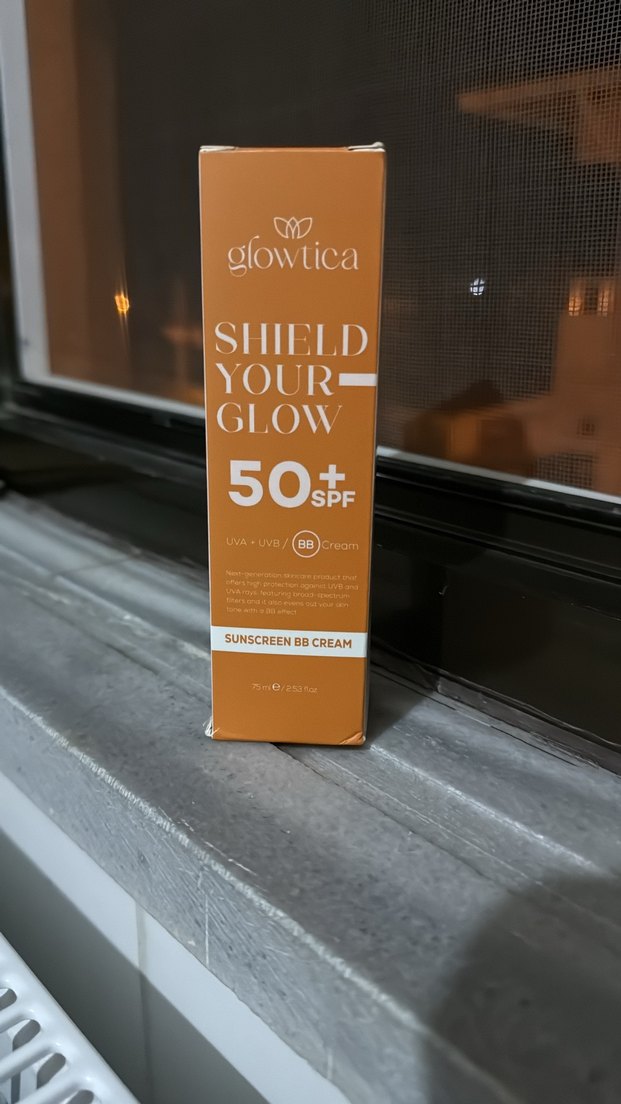 glowtica
SHIELD
YOUR
GLOW
50+
SPF
UVA + UVB / BB Cream
Next-generation skincare product that
offers high protection against UVB and
UVA rays, featuring broad-spectrum
filters and it also evens out your skin
tone with a BB effect.
SUNSCREEN BB CREAM
75 ml ℮ / 2.53 fl.oz.